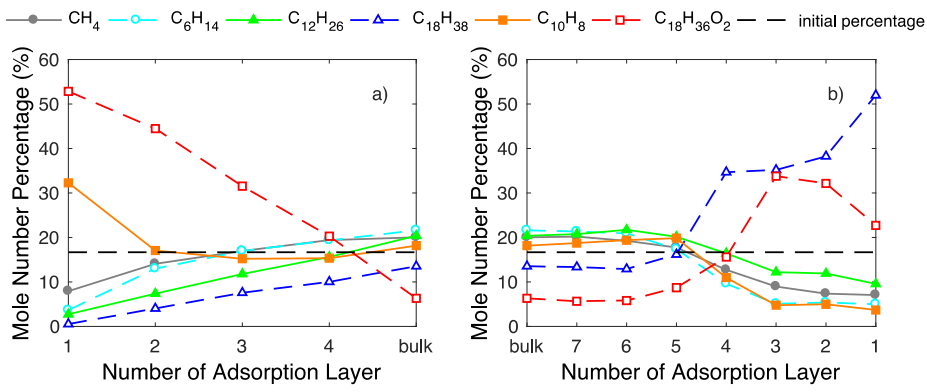 CH4 C6H14 C12H26 C18H38 C10H8 C18H36O2 initial percentage
Mole Number Percentage (%)
60
50
40
30
20
10
0
a)
1 2 3 4 bulk
Number of Adsorption Layer
Mole Number Percentage (%)
60
50
40
30
20
10
0
b)
bulk 7 6 5 4 3 2 1
Number of Adsorption Layer